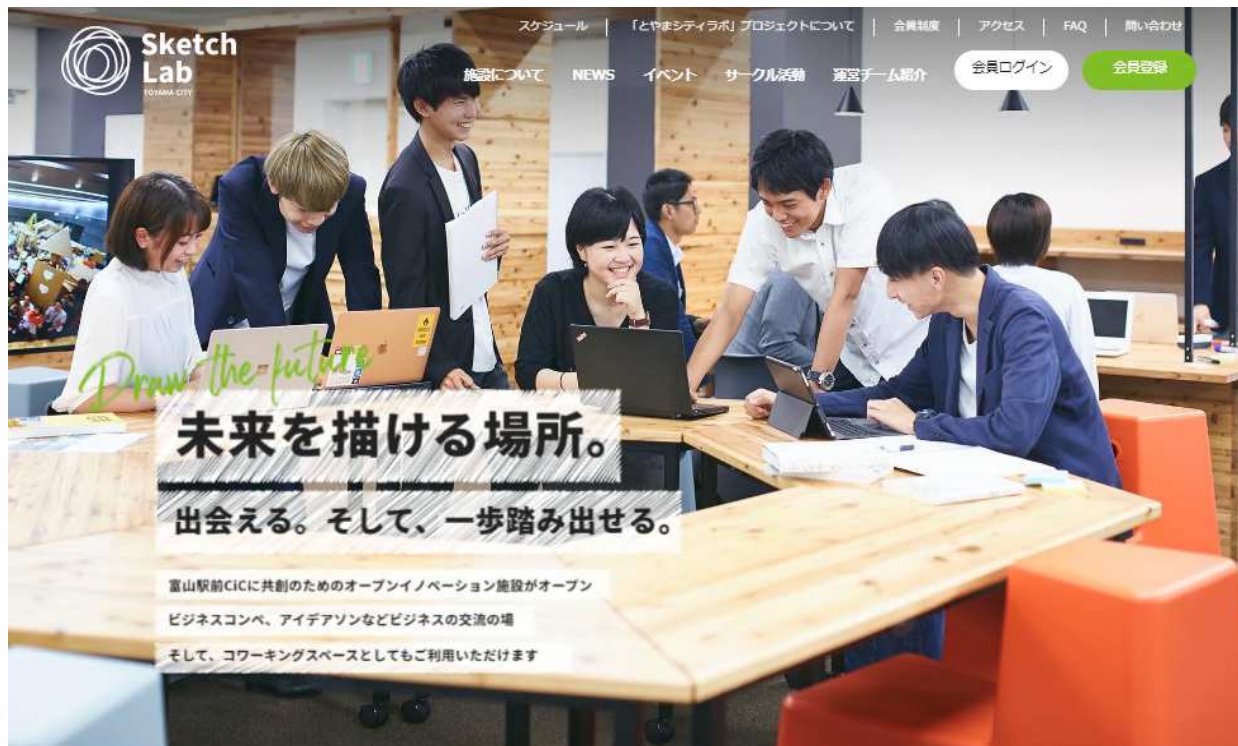 Sketch
Lab
TOYAMA CITY
スケジュール
「とやまシティラボ」プロジェクトについて
会員制度
アクセス
FAQ
問い合わせ
施設について
NEWS
イベント
サークル活動
運営チーム紹介
会員ログイン
会員登録
Draw the future
未来を描ける場所。
出会える。そして、一歩踏み出せる。
富山駅前CiCに共創のためのオープンイノベーション施設がオープン
ビジネスコンペ、アイデアソンなどビジネスの交流の場
そして、コワーキングスペースとしてもご利用いただけます